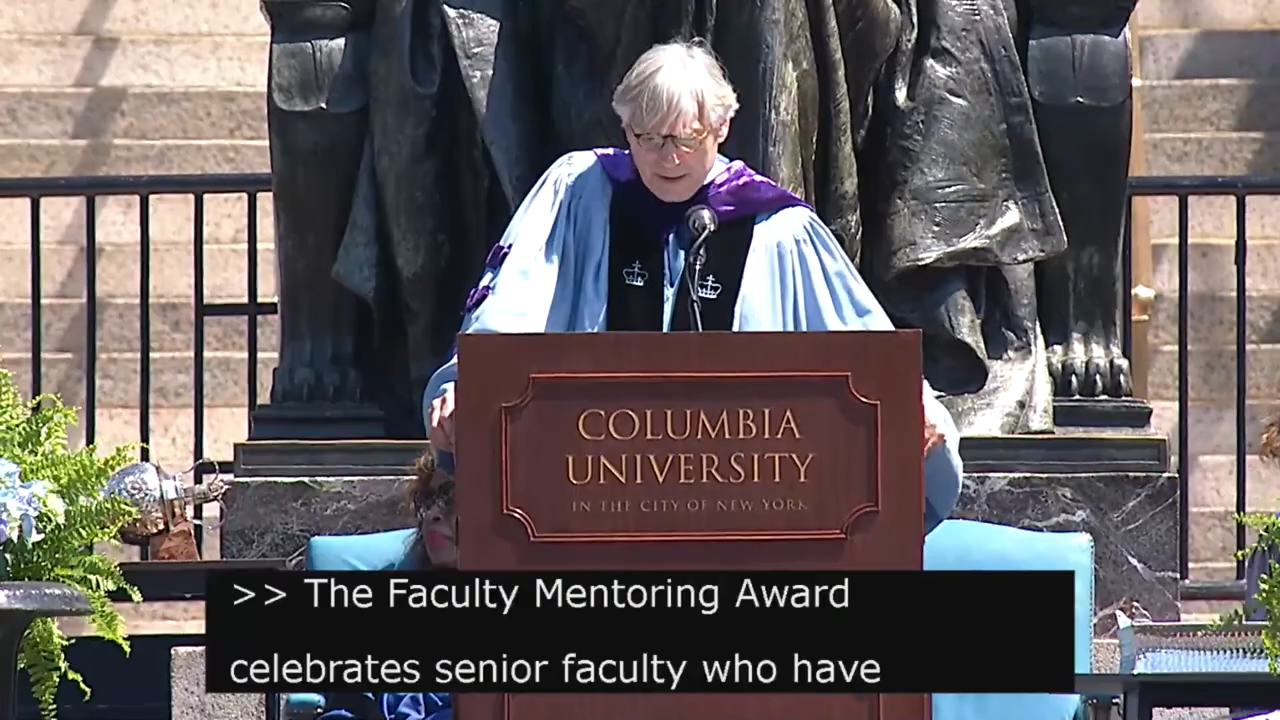 COLUMBIA
UNIVERSITY
IN THE CITY OF NEW YORK
>> The Faculty Mentoring Award
celebrates senior faculty who have